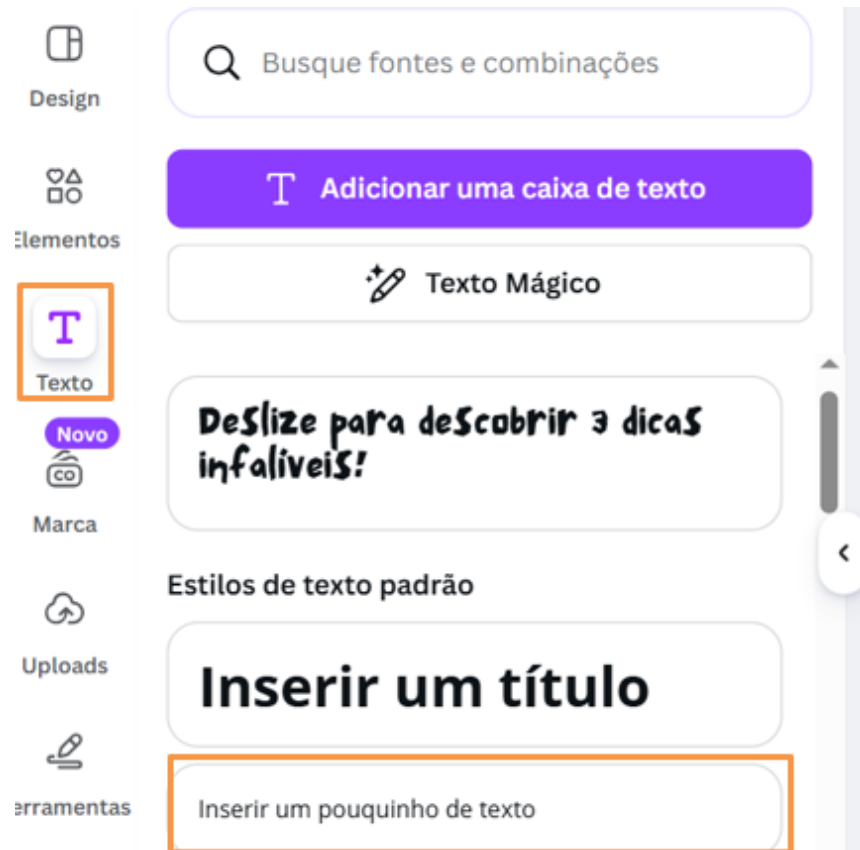 Design
Elementos
Texto
Novo
CO
Marca
Uploads
erramentas
Busque fontes e combinações
T Adicionar uma caixa de texto
Texto Mágico
Deslize para descobrir 3 dicas
infalíveis!
Estilos de texto padrão
Inserir um título
Inserir um pouquinho de texto